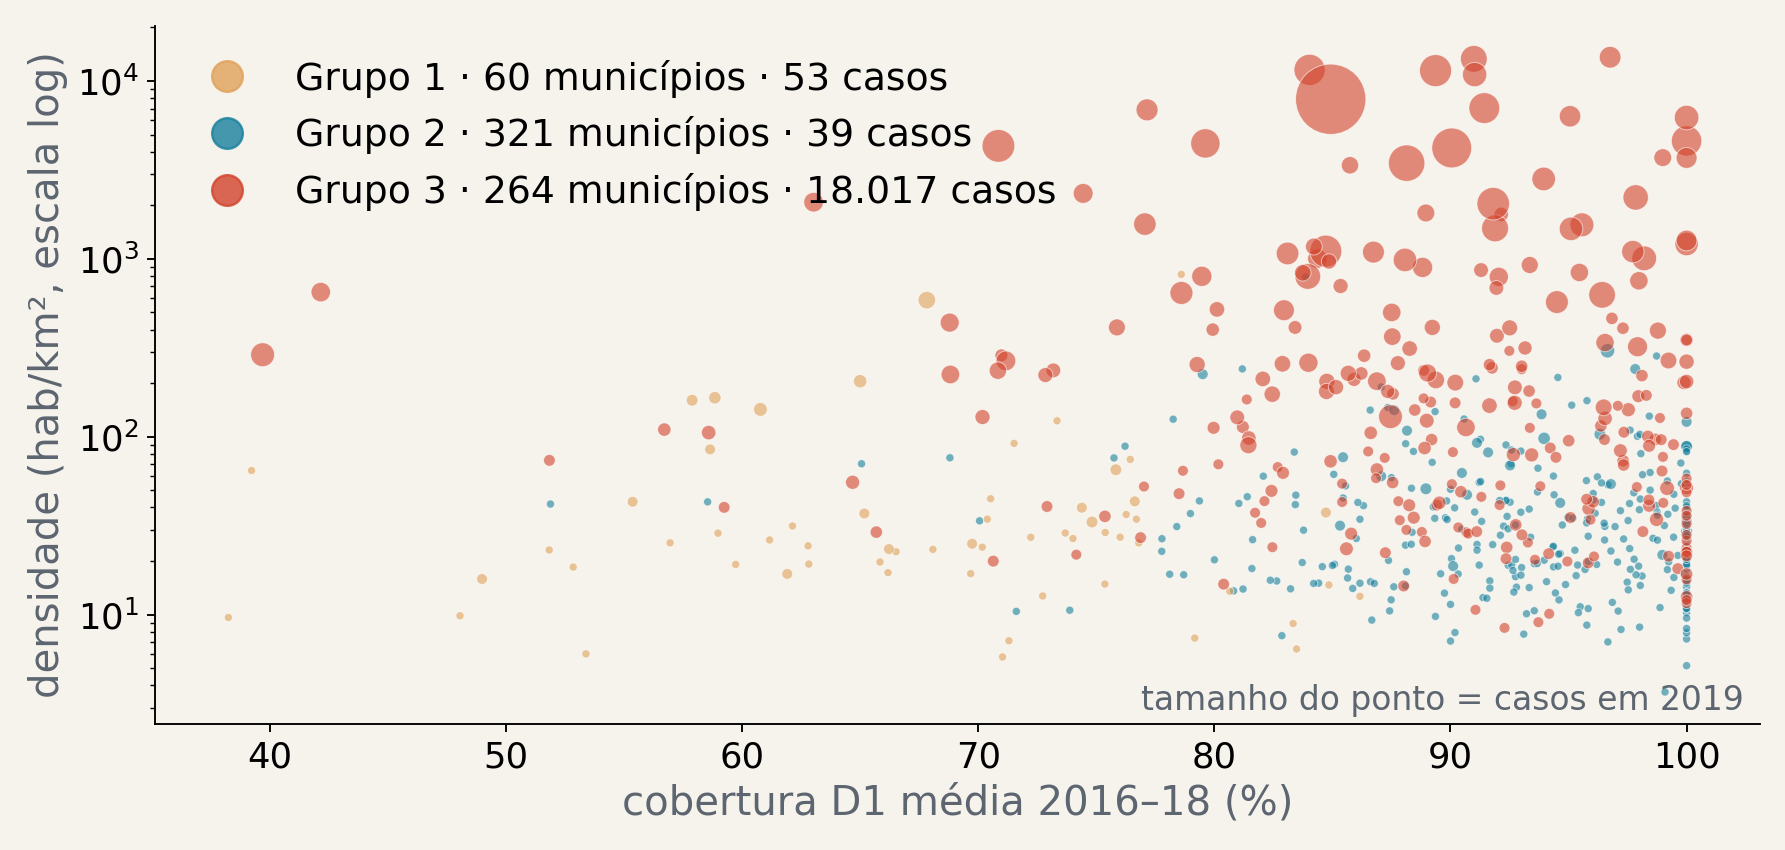 densidade (hab/km², escala log)
10⁴
10³
10²
10¹
Grupo 1 · 60 municípios · 53 casos
Grupo 2 · 321 municípios · 39 casos
Grupo 3 · 264 municípios · 18.017 casos
tamanho do ponto = casos em 2019
40 50 60 70 80 90 100
cobertura D1 média 2016–18 (%)